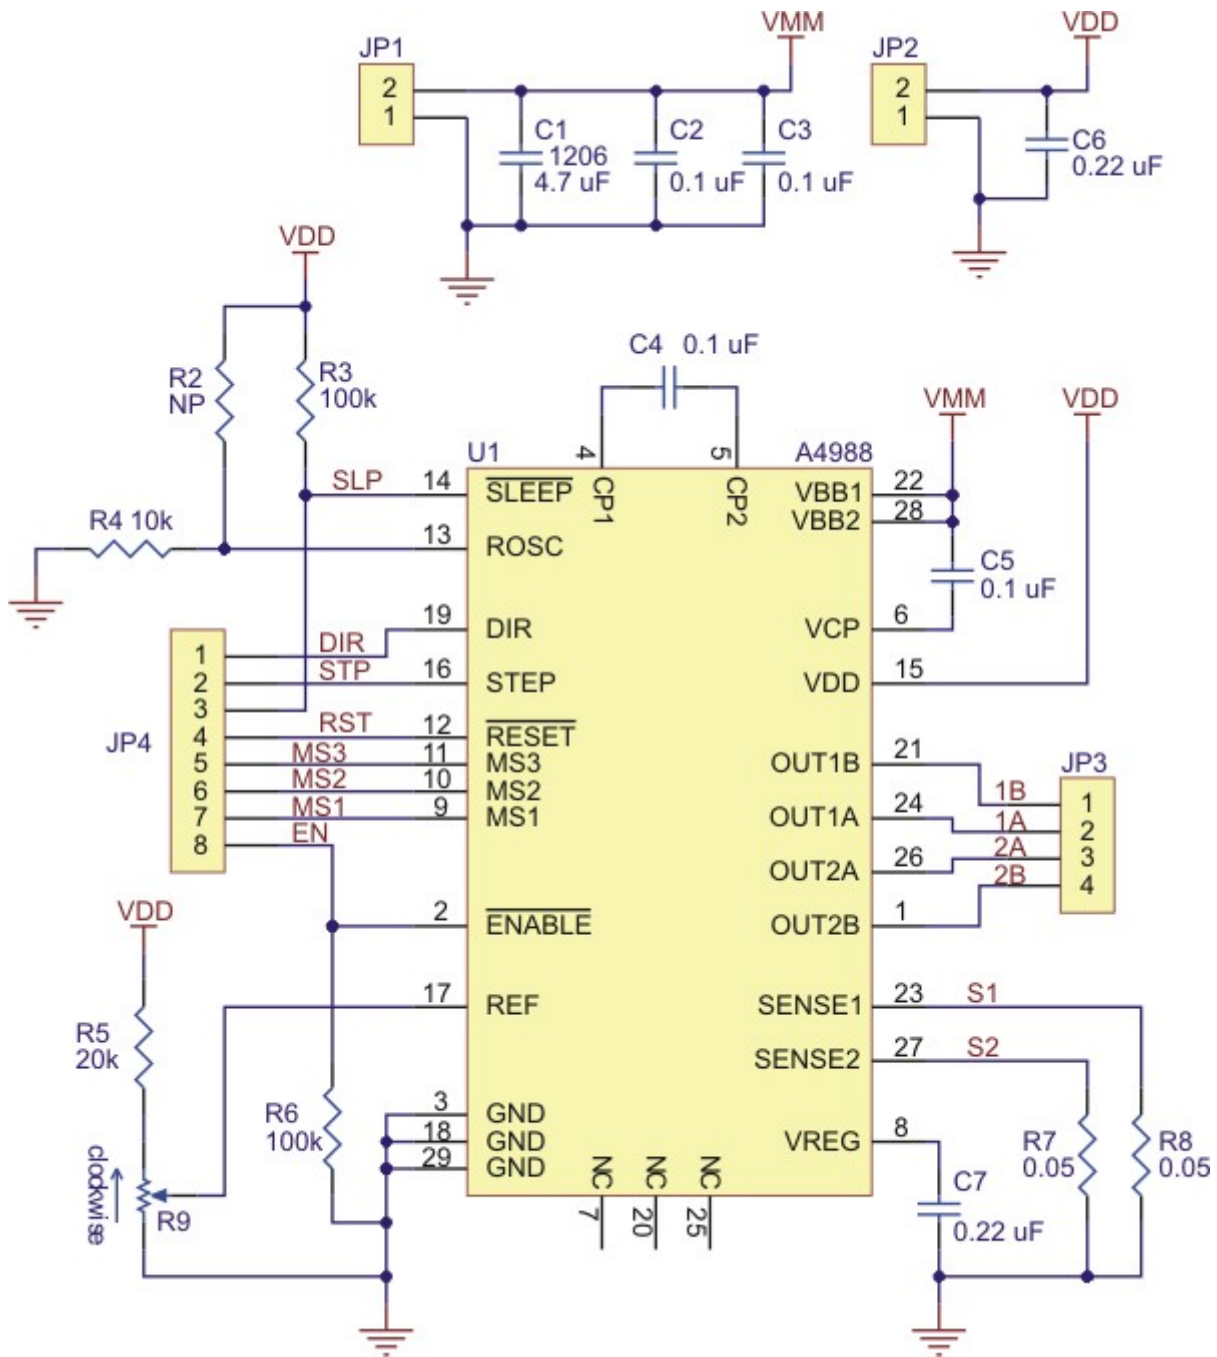 VMM
VDD
JP1
JP2
2
1
2
1
C1
1206
4.7 uF
C2
0.1 uF
C3
0.1 uF
C6
0.22 uF
VDD
R2
NP
R3
100k
C4 0.1 uF
VMM
VDD
U1
4
5
A4988
SLP
14
SLEEP
CP1
CP2
VBB1
22
VBB2
28
R4 10k
13
ROSC
C5
0.1 uF
19
DIR
VCP
6
1
DIR
2
STP
16
STEP
VDD
15
3
JP4
4
RST
12
RESET
5
MS3
11
MS3
6
MS2
10
MS2
7
MS1
9
MS1
8
EN
OUT1B
21
JP3
1B
1
OUT1A
24
1A
2
2A
3
OUT2A
26
2B
4
VDD
2
ENABLE
OUT2B
1
17
REF
SENSE1
23
S1
R5
20k
SENSE2
27
S2
R6
100k
3
GND
18
GND
29
GND
VREG
8
R7
0.05
R8
0.05
clockwise
R9
NC
NC
NC
7
20
25
C7
0.22 uF